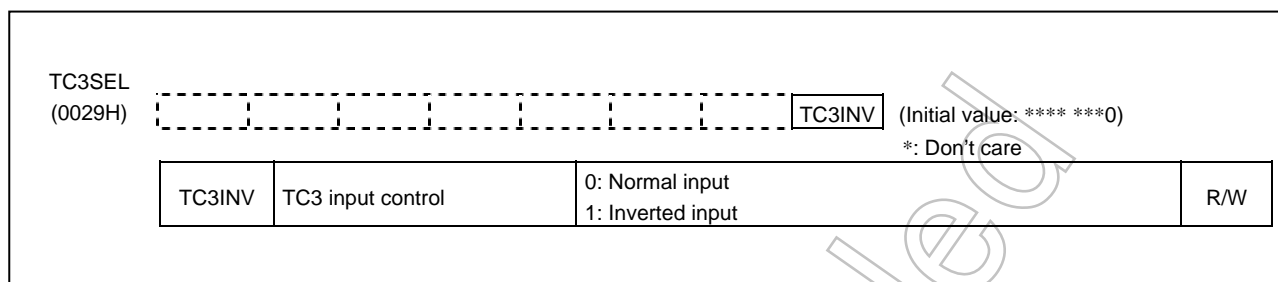 TC3SEL
(0029H)
TC3INV (Initial value: **** ***0)
*: Don't care
TC3INV TC3 input control 0: Normal input R/W
1: Inverted input